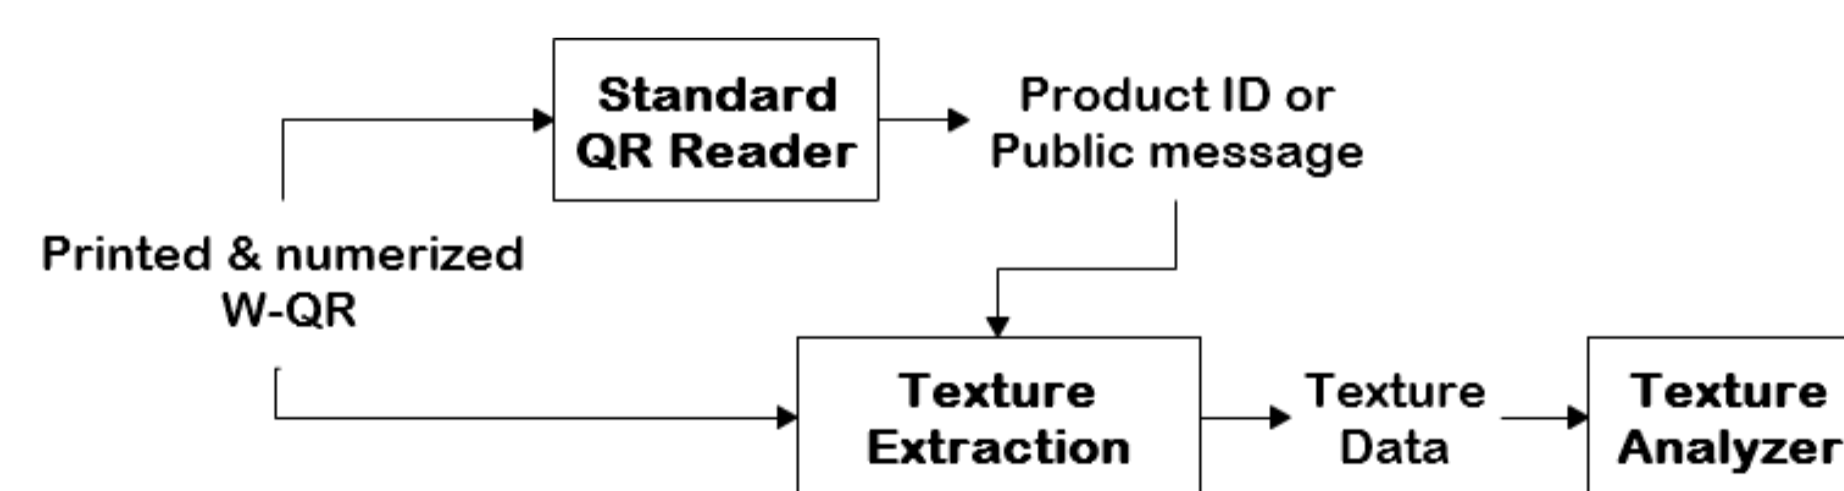 Standard
QR Reader
Product ID or
Public message
Printed & numerized
W-QR
Texture
Extraction
Texture
Data
Texture
Analyzer